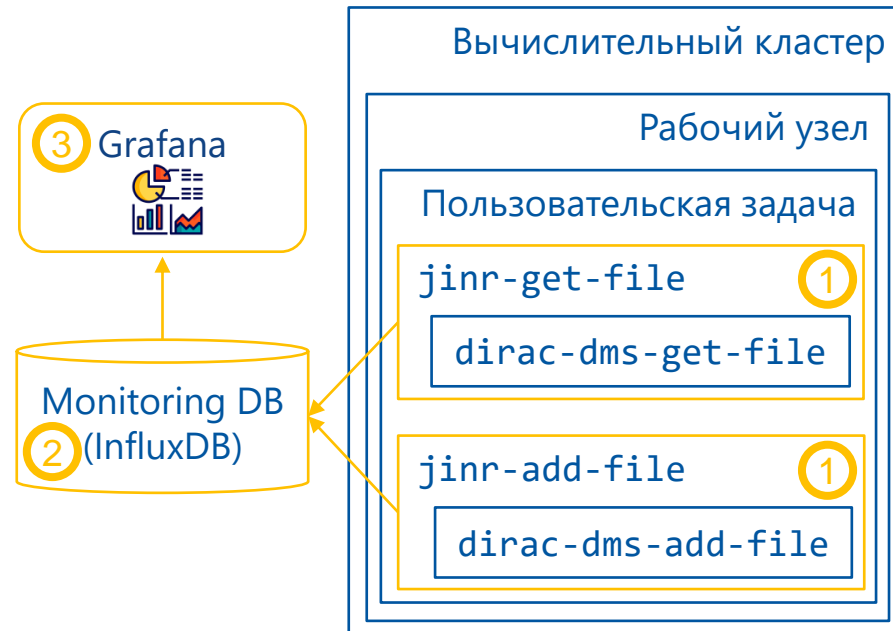 Вычислительный кластер
Рабочий узел
Пользовательская задача
jinr-get-file
1
dirac-dms-get-file
jinr-add-file
1
dirac-dms-add-file
3
Grafana
Monitoring DB
2
(InfluxDB)